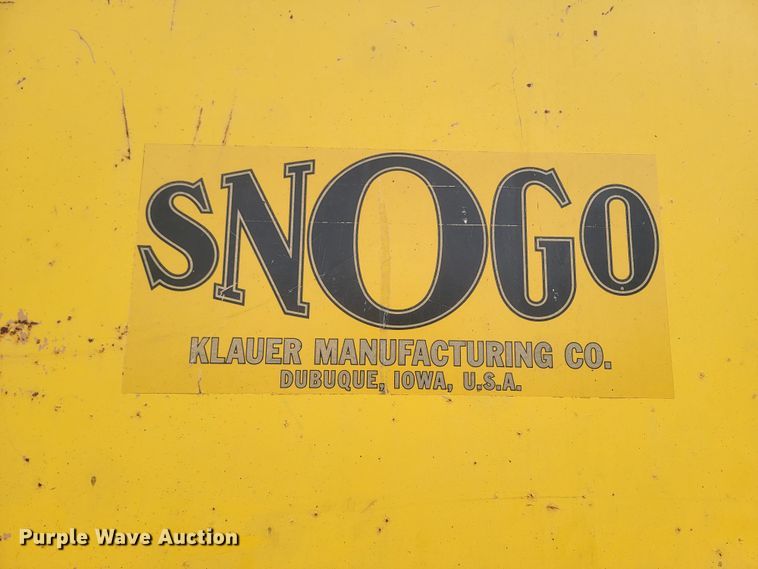 SNOGO
KLAUER MANUFACTURING CO.
DUBUQUE, IOWA, U.S.A.
Purple Wave Auction